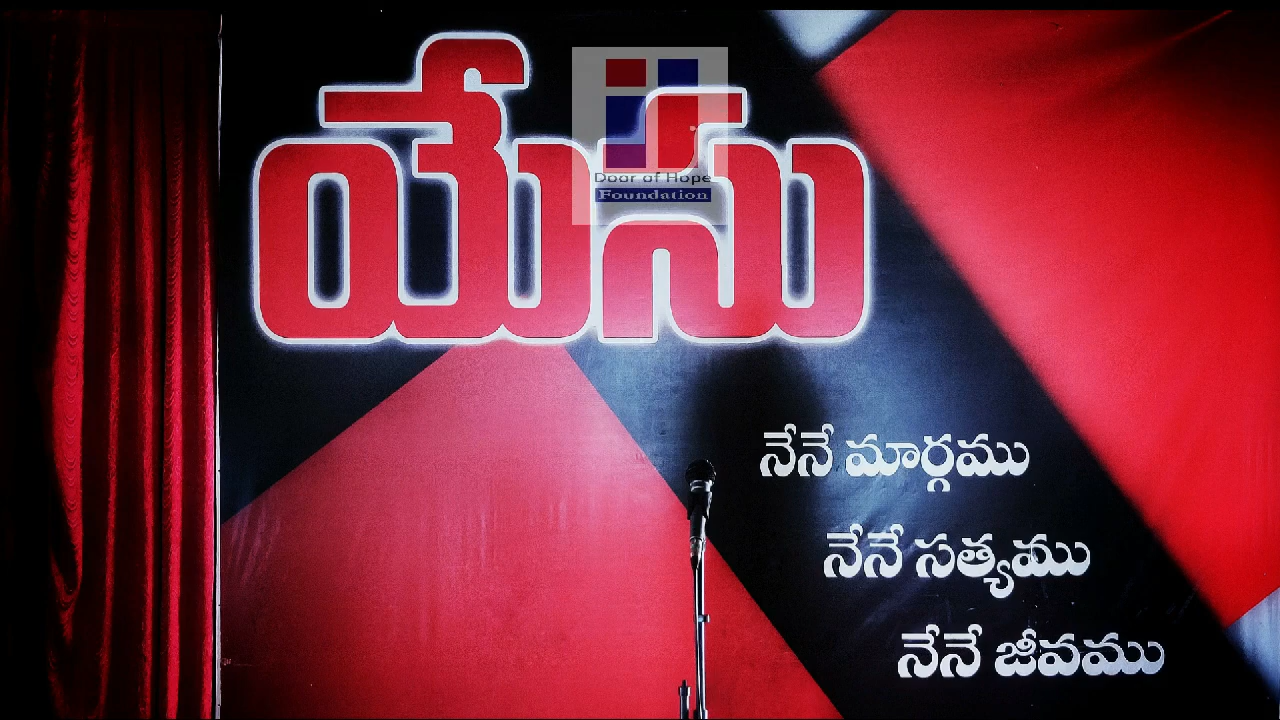 యేసు
Door of Hope
Foundation
నేనే మార్గము
నేనే సత్యము
నేనే జీవము